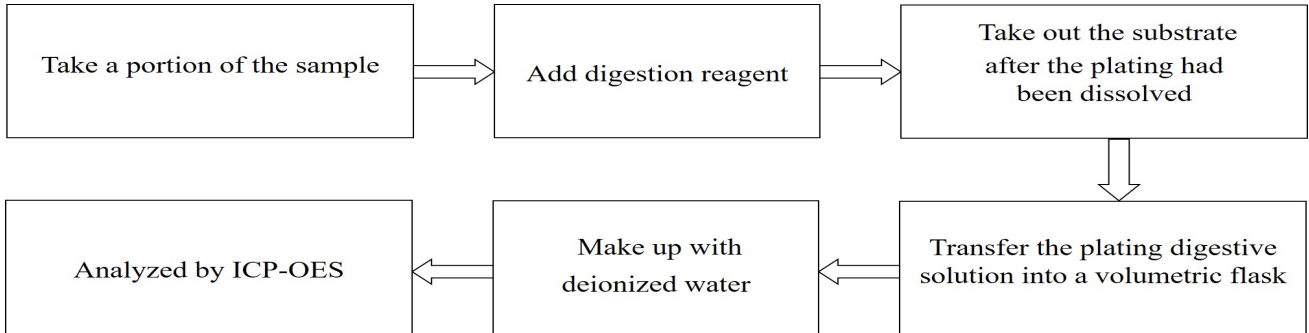 Take a portion of the sample
Add digestion reagent
Take out the substrate
after the plating had
been dissolved
Transfer the plating digestive
solution into a volumetric flask
Make up with
deionized water
Analyzed by ICP-OES